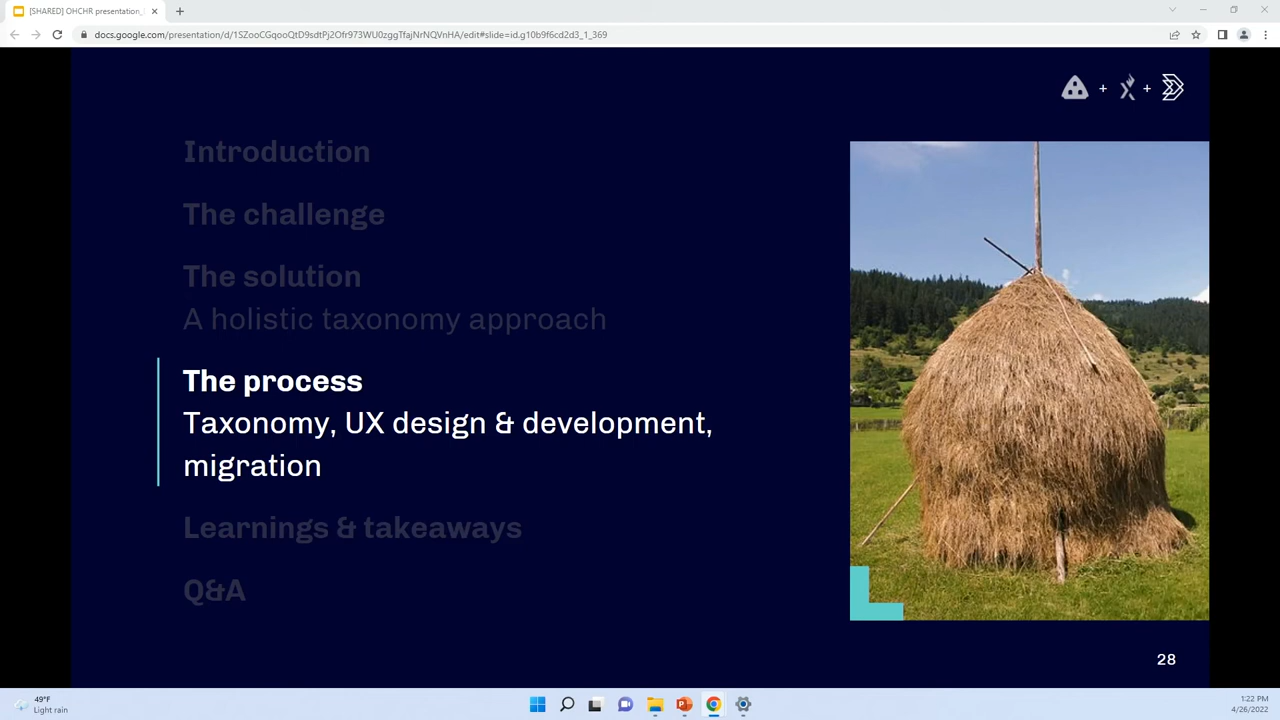 [SHARED] OHCHR presentation_
docs.google.com/presentation/d/1SZooCGqooQtD9sdtPj2Ofr973WU0zggTfajNrNQVnHA/edit#slide=id.g10b9f6cd2d3_1_369
+ +
Introduction
The challenge
The solution
A holistic taxonomy approach
The process
Taxonomy, UX design & development,
migration
Learnings & takeaways
Q&A
28
49°F
Light rain
1:22 PM
4/26/2022